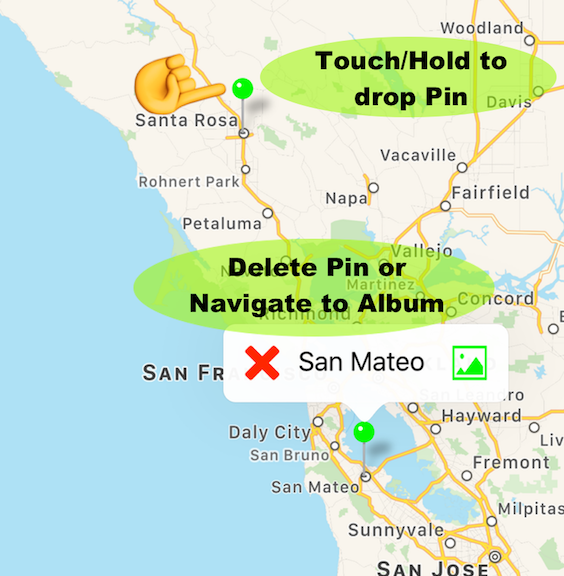 Woodland
Touch/Hold to
drop Pin
Davis
Santa Rosa
Vacaville
Rohnert Park
Napa
Fairfield
Petaluma
Vallejo
Delete Pin or
Martinez
Navigate to Album
Concord
Richmond
San Mateo
San Leandro
Hayward
Daly City
San Bruno
Fremont
San Mateo
Milpitas
Sunnyvale
San Jose